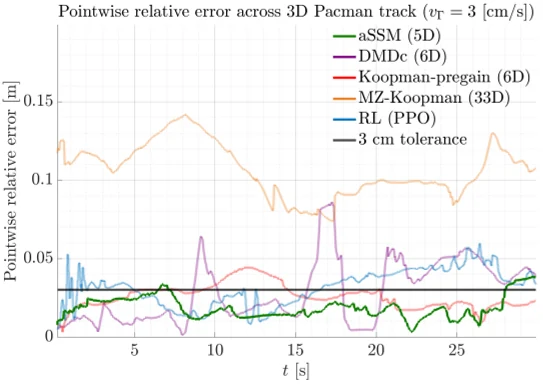 Pointwise relative error across 3D Pacman track (vΓ = 3 [cm/s])
aSSM (5D)
DMDc (6D)
Koopman-pregain (6D)
MZ-Koopman (33D)
RL (PPO)
3 cm tolerance
Pointwise relative error [m]
0.15
0.1
0.05
0
5
10
15
20
25
t [s]